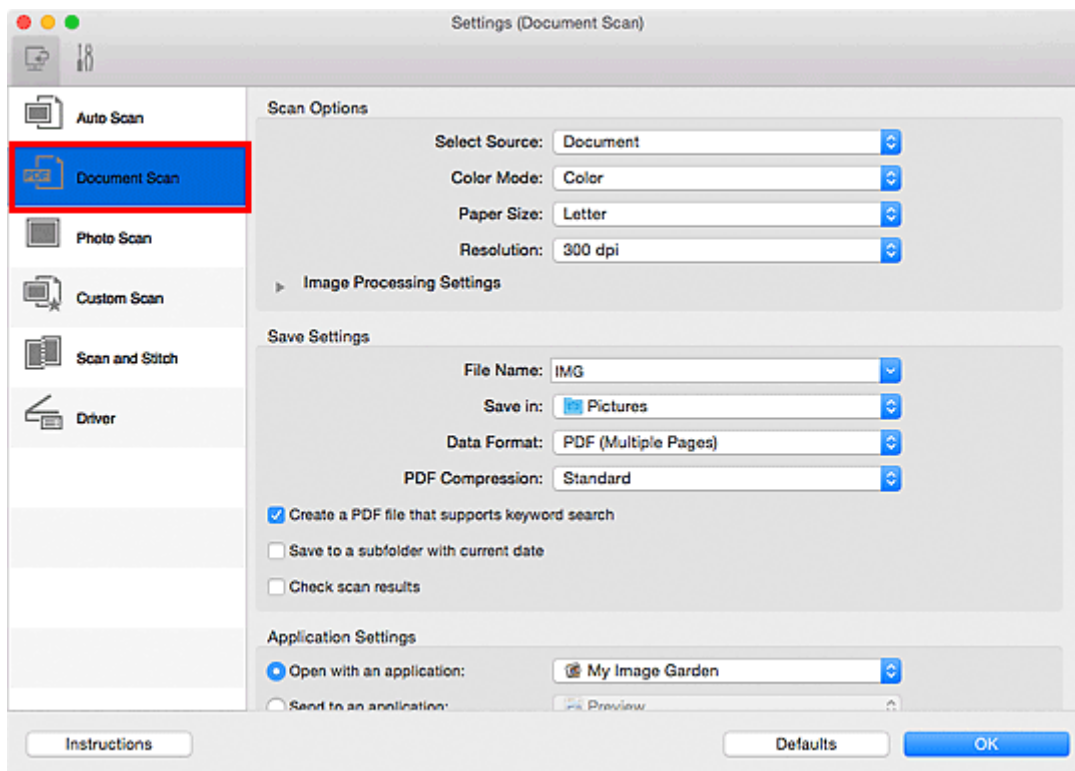 Settings (Document Scan)
Auto Scan
PDF
Document Scan
Photo Scan
Custom Scan
Scan and Stitch
Driver
Scan Options
Select Source: Document
Color Mode: Color
Paper Size: Letter
Resolution: 300 dpi
Image Processing Settings
Save Settings
File Name: IMG
Save in: Pictures
Data Format: PDF (Multiple Pages)
PDF Compression: Standard
Create a PDF file that supports keyword search
Save to a subfolder with current date
Check scan results
Application Settings
Open with an application: My Image Garden
Send to an application: Preview
Instructions
Defaults
OK